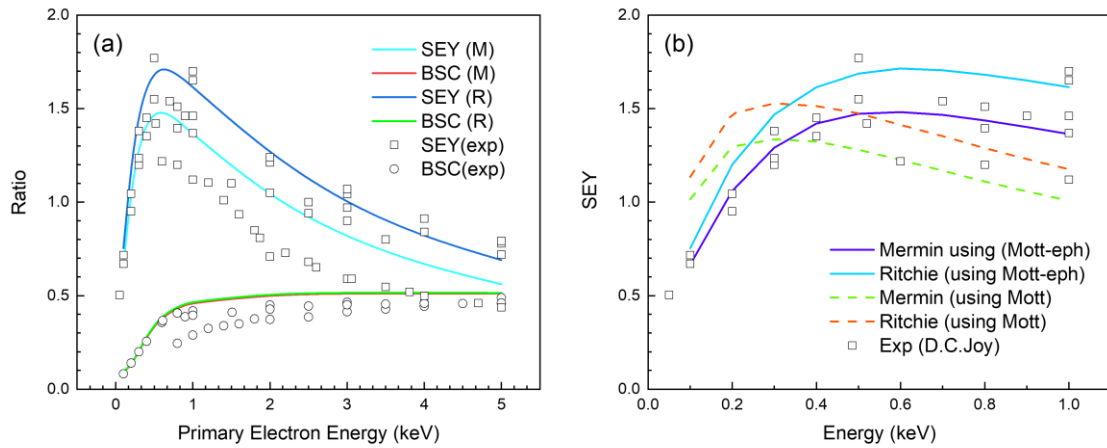 (a)
SEY (M)
BSC (M)
SEY (R)
BSC (R)
SEY(exp)
BSC(exp)
2.0
1.5
1.0
0.5
0.0
Ratio
0 1 2 3 4 5
Primary Electron Energy (keV)
(b)
2.0
1.5
1.0
0.5
0.0
SEY
Mermin using (Mott-eph)
Ritchie (using Mott-eph)
Mermin (using Mott)
Ritchie (using Mott)
Exp (D.C.Joy)
0.0 0.2 0.4 0.6 0.8 1.0
Energy (keV)